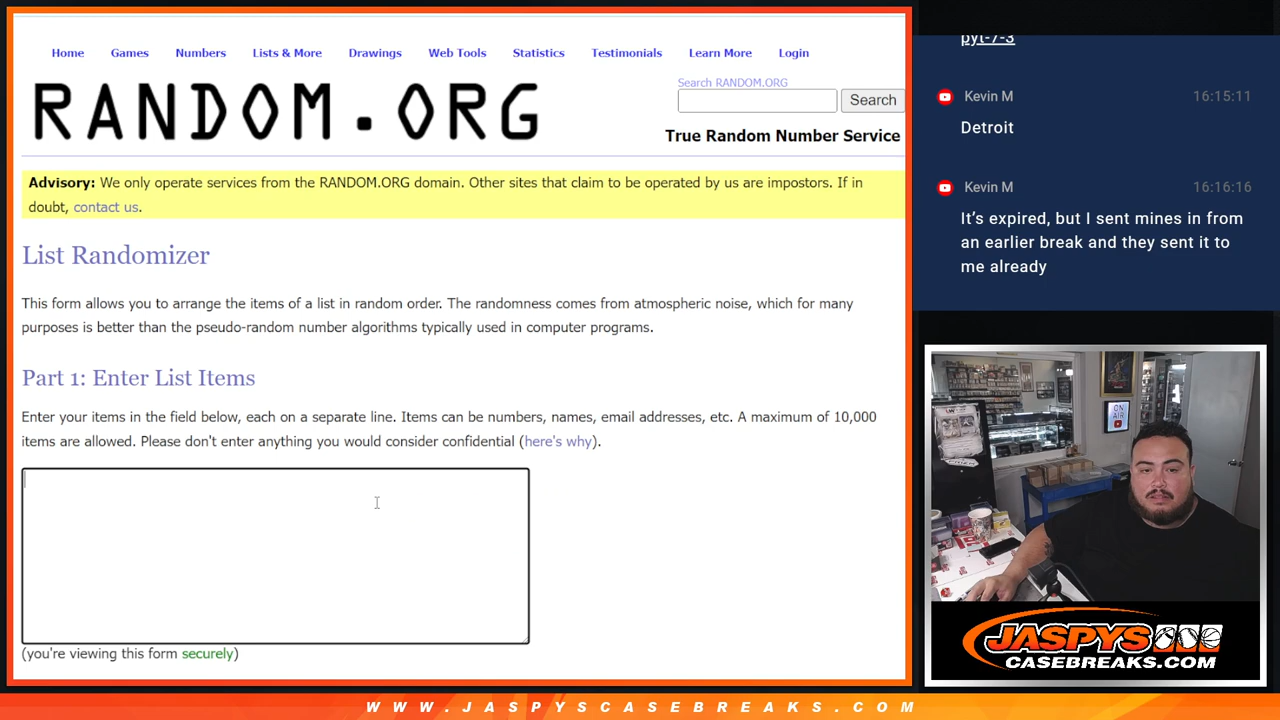 Home Games Numbers Lists & More Drawings Web Tools Statistics Testimonials Learn More Login
RANDOM.ORG
Search RANDOM.ORG
Search
True Random Number Service
Advisory: We only operate services from the RANDOM.ORG domain. Other sites that claim to be operated by us are impostors. If in
doubt, contact us.
List Randomizer
This form allows you to arrange the items of a list in random order. The randomness comes from atmospheric noise, which for many
purposes is better than the pseudo-random number algorithms typically used in computer programs.
Part 1: Enter List Items
Enter your items in the field below, each on a separate line. Items can be numbers, names, email addresses, etc. A maximum of 10,000
items are allowed. Please don't enter anything you would consider confidential (here's why).
(you're viewing this form securely)
pyt-7-3
Kevin M 16:15:11
Detroit
Kevin M 16:16:16
It's expired, but I sent mines in from
an earlier break and they sent it to
me already
ON
AIR
JASPYS
CASEBREAKS.COM
WWW.JASPYSCASEBREAKS.COM